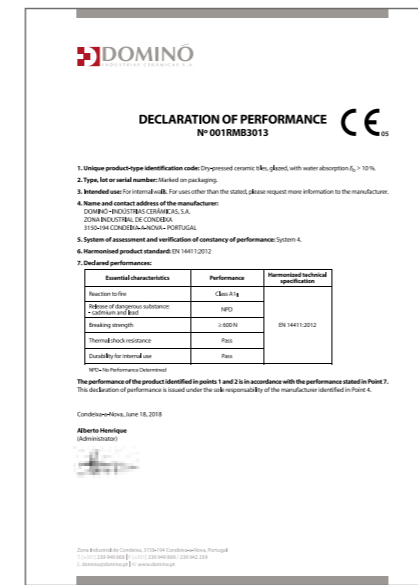 DOMINÓ
INDÚSTRIAS CERÂMICAS S.A.
DECLARATION OF PERFORMANCE
Nº 001RMB3013
CE 05
1. Unique product-type identification code: Dry-pressed ceramic tiles, glazed, with water absorption Eb > 10 %.
2. Type, lot or serial number: Marked on packaging.
3. Intended use: For internal walls. For uses other than the stated, please request more information to the manufacturer.
4. Name and contact address of the manufacturer:
DOMINÓ - INDÚSTRIAS CERÂMICAS, S.A.
ZONA INDUSTRIAL DE CONDEIXA
3150-194 CONDEIXA-A-NOVA - PORTUGAL
5. System of assessment and verification of constancy of performance: System 4.
6. Harmonised product standard: EN 14411:2012
7. Declared performances:
Essential characteristics Performance Harmonized technical specification
Reaction to fire Class A1fl
Release of dangerous substance:
- cadmium and lead NPD
Breaking strength ≥ 600 N EN 14411:2012
Thermal shock resistance Pass
Durability for internal use Pass
NPD - No Performance Determined
The performance of the product identified in points 1 and 2 is in accordance with the performance stated in Point 7.
This declaration of performance is issued under the sole responsibility of the manufacturer identified in Point 4.
Condeixa-a-Nova, June 18, 2018
Alberto Henrique
(Administrator)
Zona Industrial de Condeixa, 3150-194 Condeixa-a-Nova, Portugal
E. domino@domino.pt | W. www.domino.pt